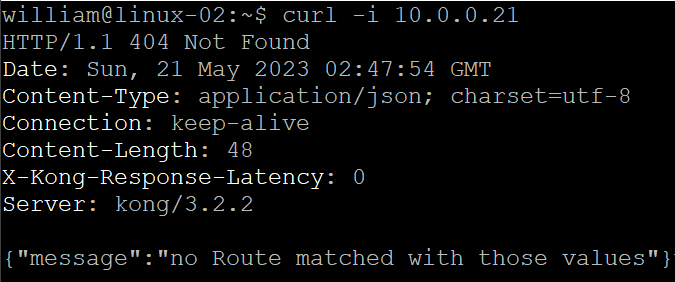 william@linux-02:~$ curl -i 10.0.0.21
HTTP/1.1 404 Not Found
Date: Sun, 21 May 2023 02:47:54 GMT
Content-Type: application/json; charset=utf-8
Connection: keep-alive
Content-Length: 48
X-Kong-Response-Latency: 0
Server: kong/3.2.2

{"message":"no Route matched with those values"}